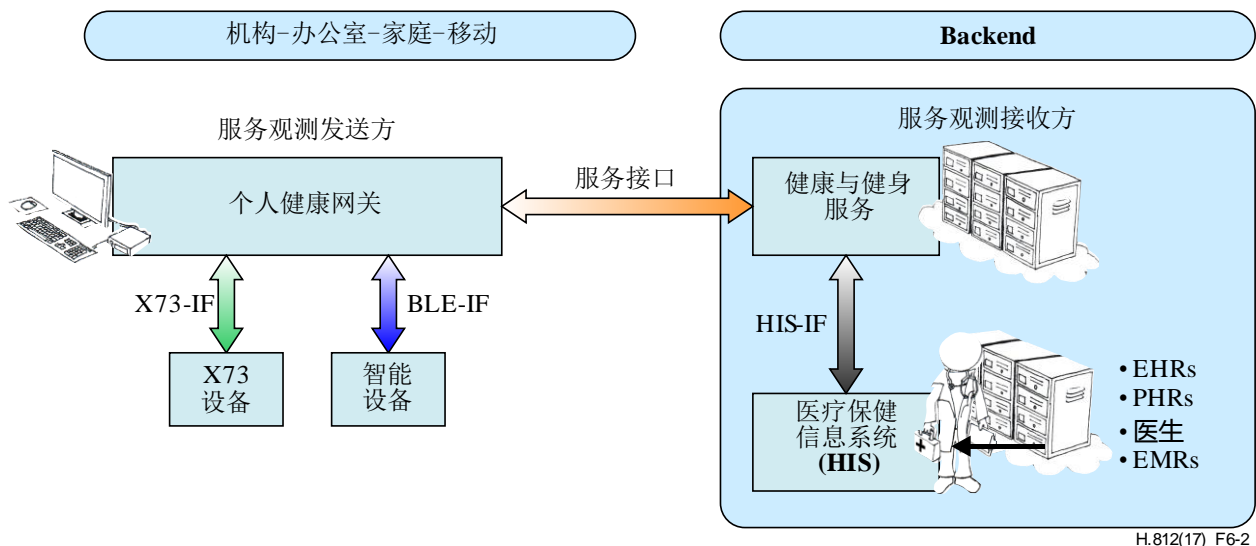 机构-办公室-家庭-移动
Backend
服务观测发送方
服务观测接收方
个人健康网关
服务接口
健康与健身
服务
X73-IF
BLE-IF
HIS-IF
X73
设备
智能
设备
医疗保健
信息系统
(HIS)
• EHRs
• PHRs
• 医生
• EMRs
H.812(17)_F6-2